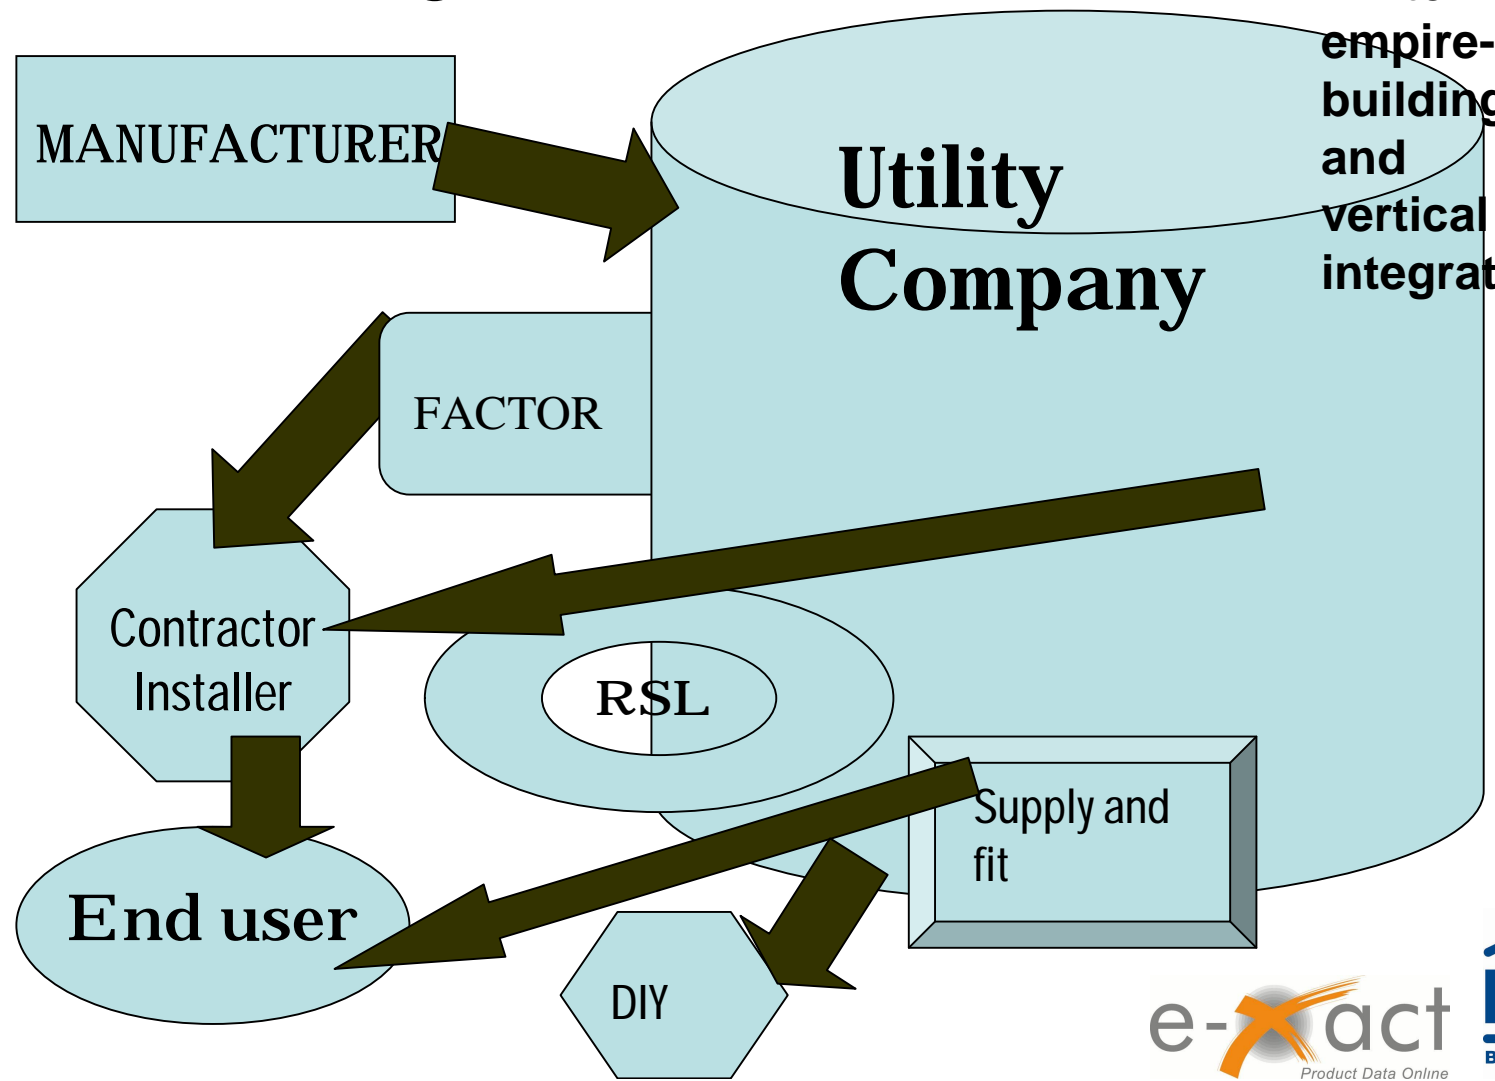 empire-
building
and
vertical
integrat
MANUFACTURER
Utility
Company
FACTOR
Contractor
Installer
RSL
Supply and
fit
End user
DIY
e-xact
Product Data Online